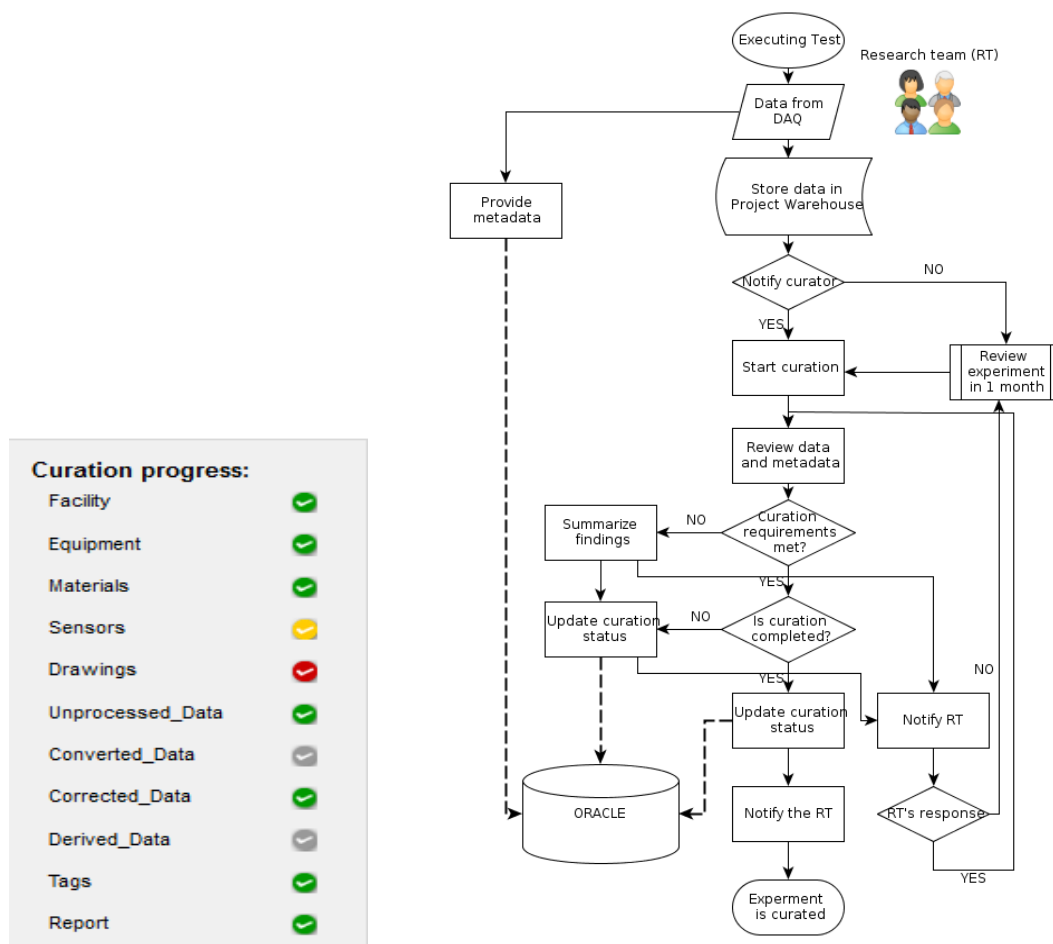 Executing Test
Research team (RT)
Data from
DAQ
Provide
metadata
Store data in
Project Warehouse
Notify curator
NO
YES
Start curation
Review
experiment
in 1 month
Review data
and metadata
Curation
requirements
met?
NO
Summarize
findings
YES
Update curation
status
NO
Is curation
completed?
NO
YES
Update curation
status
Notify RT
ORACLE
Notify the RT
RT's response
YES
Experment
is curated
Curation progress:
Facility
Equipment
Materials
Sensors
Drawings
Unprocessed_Data
Converted_Data
Corrected_Data
Derived_Data
Tags
Report